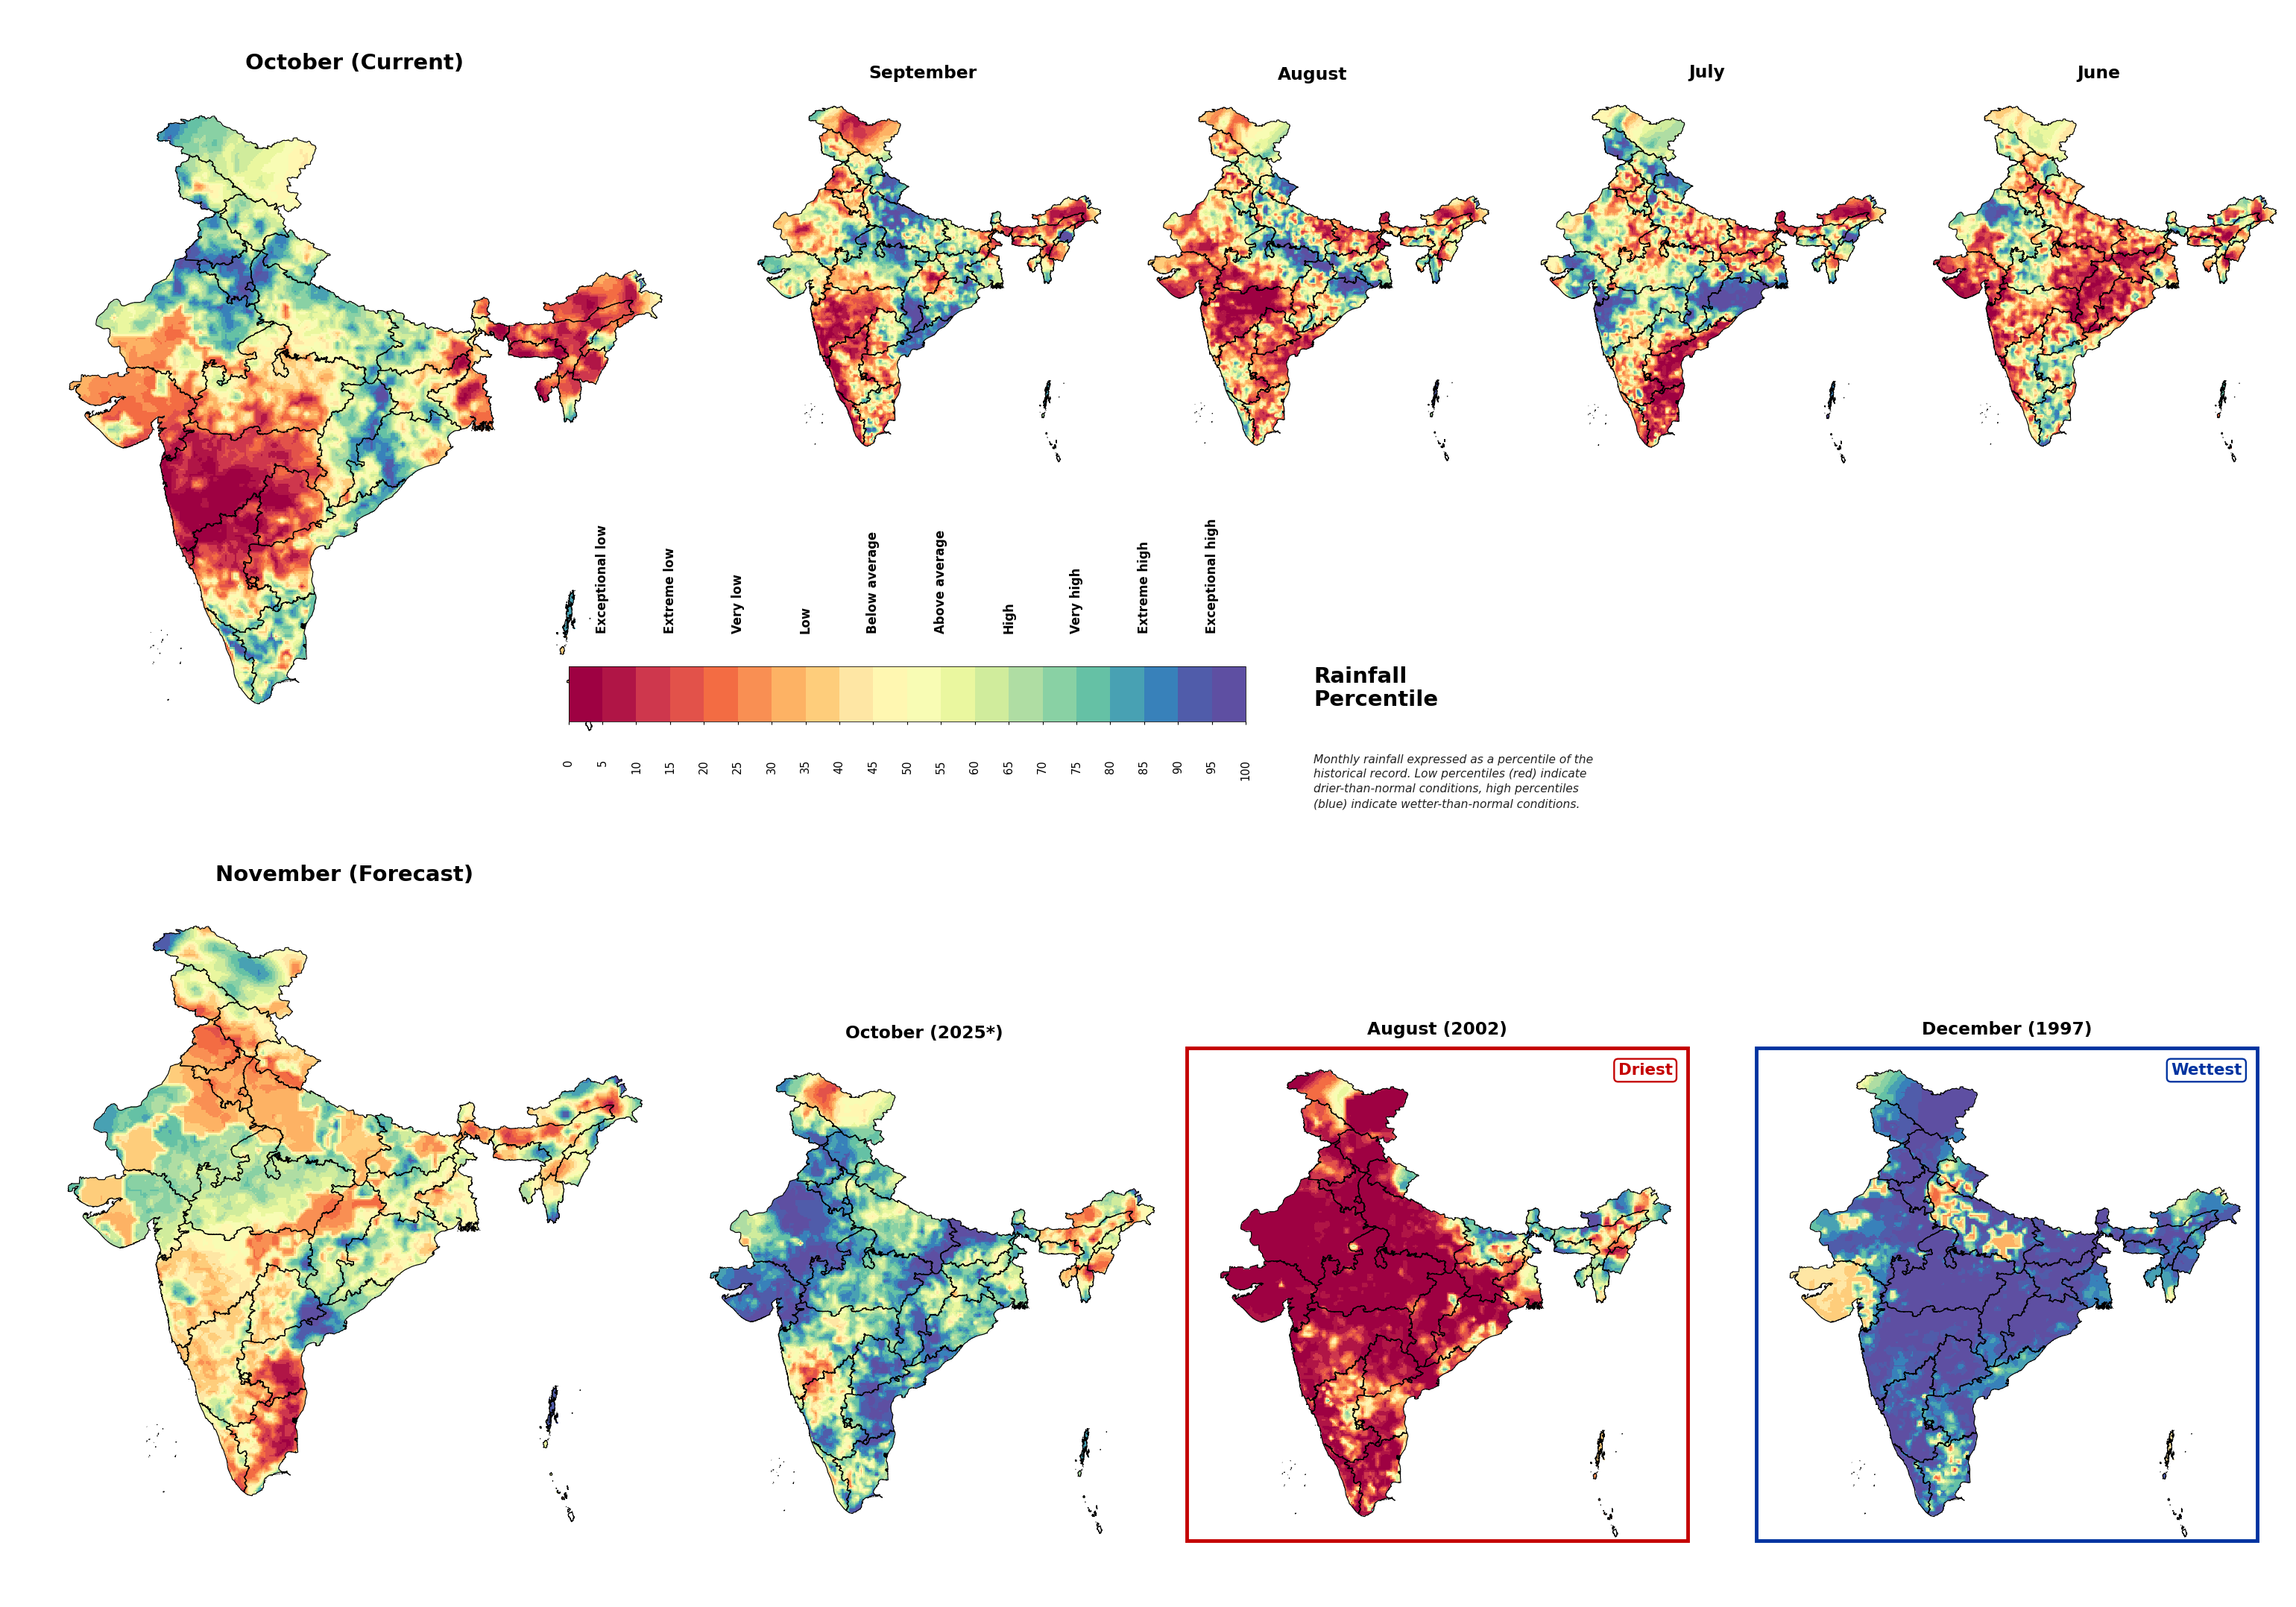 October (Current)
September
August
July
June
Exceptional low
Extreme low
Very low
Low
Below average
Above average
High
Very high
Extreme high
Exceptional high
0
5
10
15
20
25
30
35
40
45
50
55
60
65
70
75
80
85
90
95
100
Rainfall
Percentile
Monthly rainfall expressed as a percentile of the
historical record. Low percentiles (red) indicate
drier-than-normal conditions, high percentiles
(blue) indicate wetter-than-normal conditions.
November (Forecast)
October (2025*)
August (2002)
Driest
December (1997)
Wettest